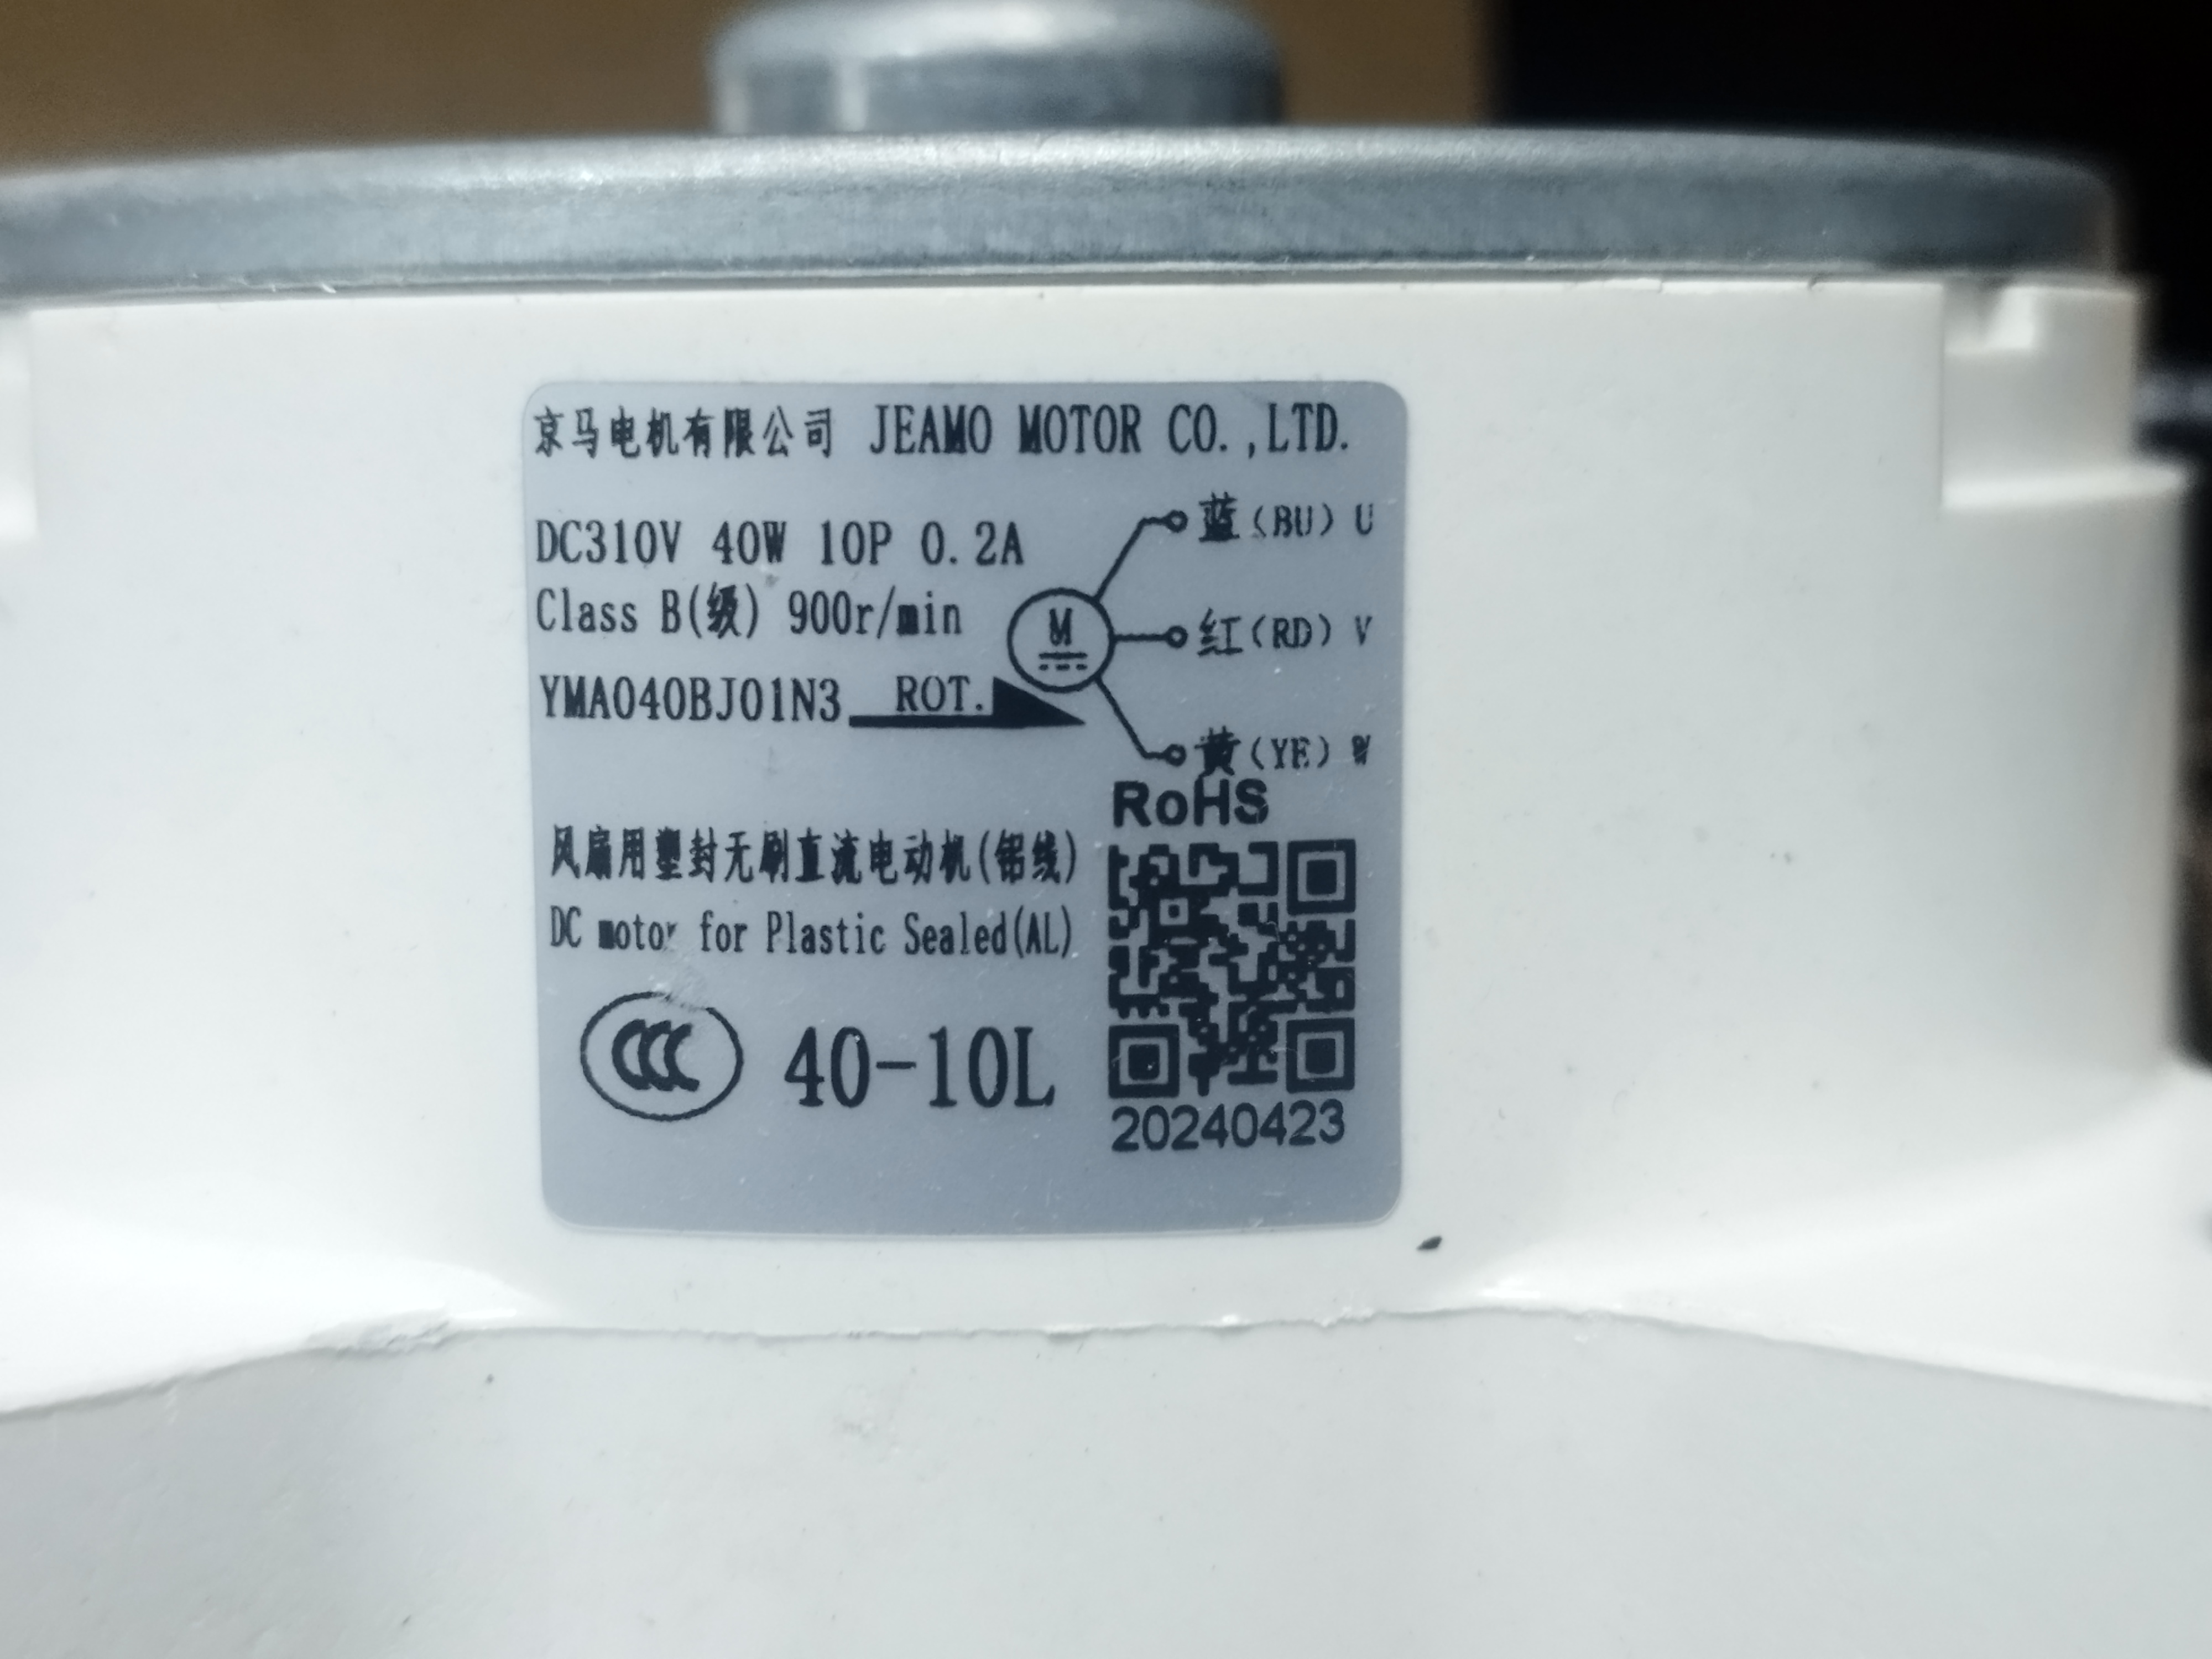 京马电机有限公司 JEAMO MOTOR CO.,LTD.
DC310V 40W 10P 0.2A
Class B(级) 900r/min
YMA040BJ01N3 ROT.
M
蓝(BU) U
红(RD) V
黄(YE) W
RoHS
风扇用塑封无刷直流电动机(铝线)
DC motor for Plastic Sealed(AL)
CCC 40-10L
20240423